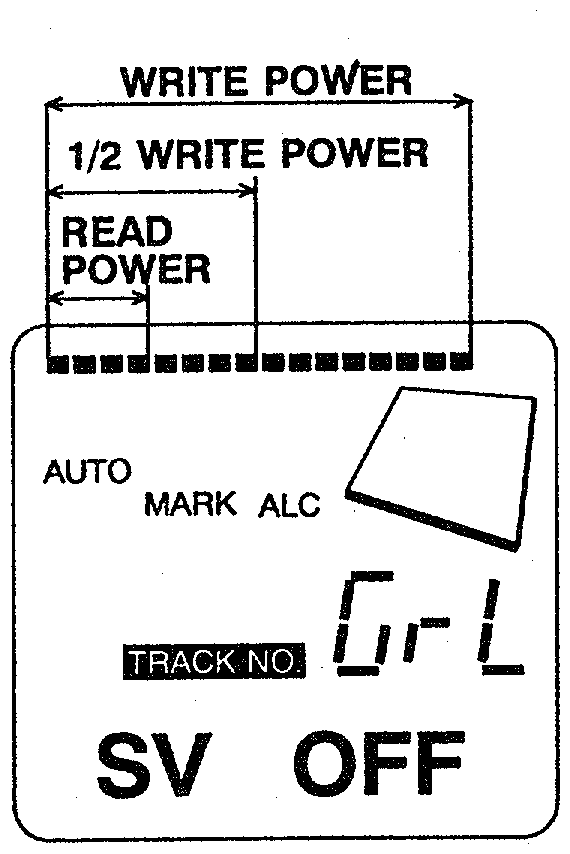 WRITE POWER
1/2 WRITE POWER
READ
POWER
AUTO
MARK ALC
TRACK NO. GrL
SV OFF